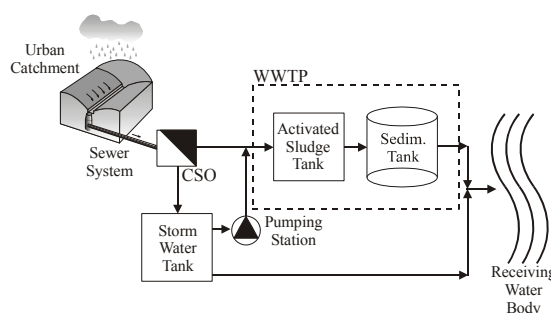 Urban
Catchment
Sewer
System
CSO
WWTP
Activated
Sludge
Tank
Sedim.
Tank
Storm
Water
Tank
Pumping
Station
Receiving
Water
Body